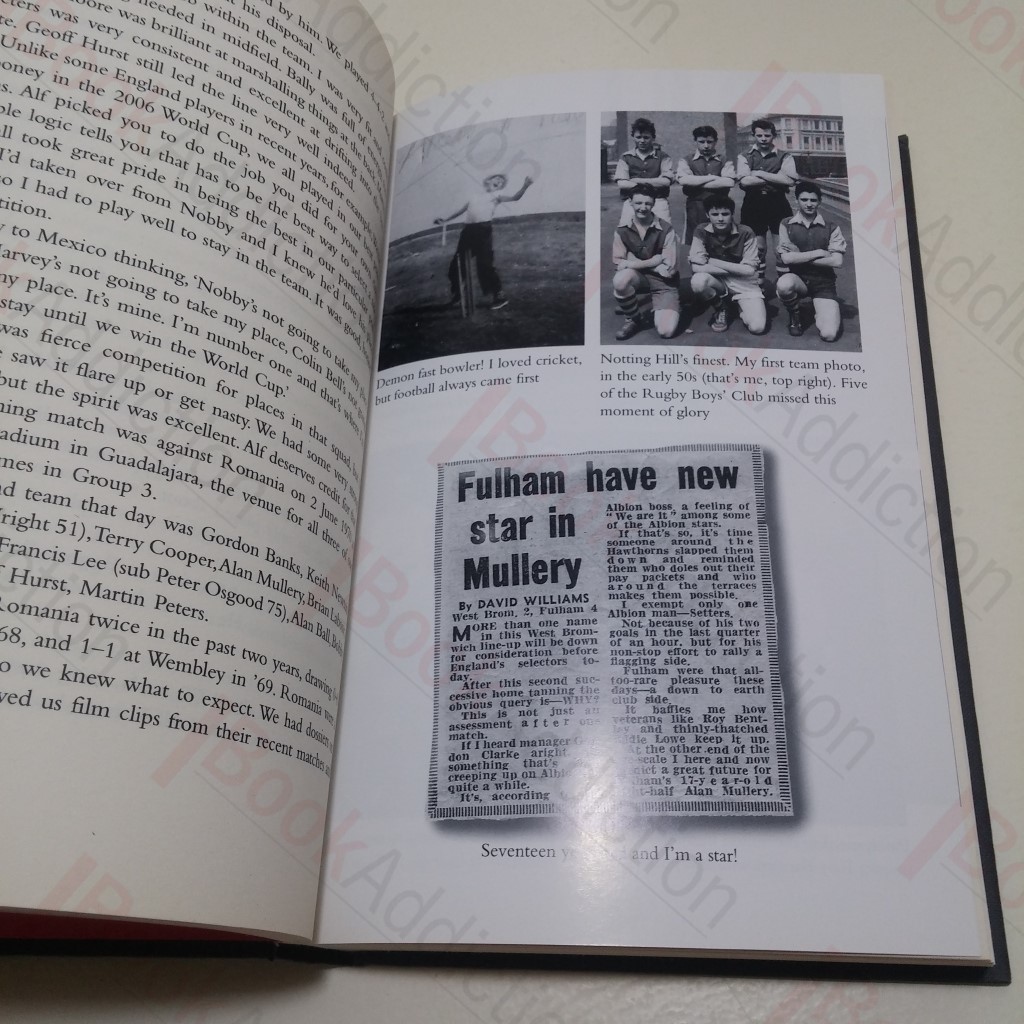 by him. We played 4-4-2
at his disposal.
within the team. I was very fit and
needed in midfield. Bally was full of
was brilliant at marshalling things at the back
was very consistent and excellent at drifting into
Geoff Hurst still led the line very well indeed.
Unlike some England players in recent years, for example
in the 2006 World Cup, we all played in our
Alf picked you to do the job you did for your
logic tells you that has to be the best way to select a
took great pride in being the best in our particular
I'd taken over from Nobby and I knew he'd love his
so I had to play well to stay in the team. It was good
to Mexico thinking, 'Nobby's not going to take my
Harvey's not going to take my place, Colin Bell's not
my place. It's mine. I'm number one and that's where I
stay until we win the World Cup.'
was fierce competition for places in that squad,
saw it flare up or get nasty. We had some very
but the spirit was excellent. Alf deserves credit for
match was against Romania on 2 June 1970
in Guadalajara, the venue for all three of
in Group 3.
team that day was Gordon Banks, Keith
51), Terry Cooper, Alan Mullery, Brian
Francis Lee (sub Peter Osgood 75), Alan Ball,
Hurst, Martin Peters.
Romania twice in the past two years, drawing
and 1–1 at Wembley in '69. Romania were
so we knew what to expect. We had
us film clips from their recent matches
Demon fast bowler! I loved cricket,
but football always came first
Notting Hill's finest. My first team photo,
in the early 50s (that's me, top right). Five
of the Rugby Boys' Club missed this
moment of glory
Fulham have new
star in
Mullery
By DAVID WILLIAMS
West Brom. 2, Fulham 4
MORE than one name
in this West Brom-
wich line-up will be down
for consideration before
England's selectors to-
day.
After this second suc-
cessive home tanning the
obvious query is—WHY?
This is not just an
assessment after one
match.
If I heard manager
don Clarke aright,
something that's
creeping up on
quite a while.
It's, according
Albion boss, a feeling of
"We are it" among some
of the Albion stars.
If that's so, it's time
someone around the
Hawthorns slapped them
down and reminded
them who doles out their
pay packets and who
around the terraces
makes them possible.
I exempt only one
Albion man—Setters.
Not because of his two
goals in the last quarter
of an hour, but for his
non-stop effort to rally a
flagging side.
Fulham were that all-
too-rare pleasure these
days—a down to earth
club side.
It baffles me how
veterans like Roy Bent-
and thinly-thatched
Lowe keep it up.
At the other end of the
scale I here and now
a great future for
17-year-old
Alan Mullery.
Seventeen and I'm a star!
BookAddiction